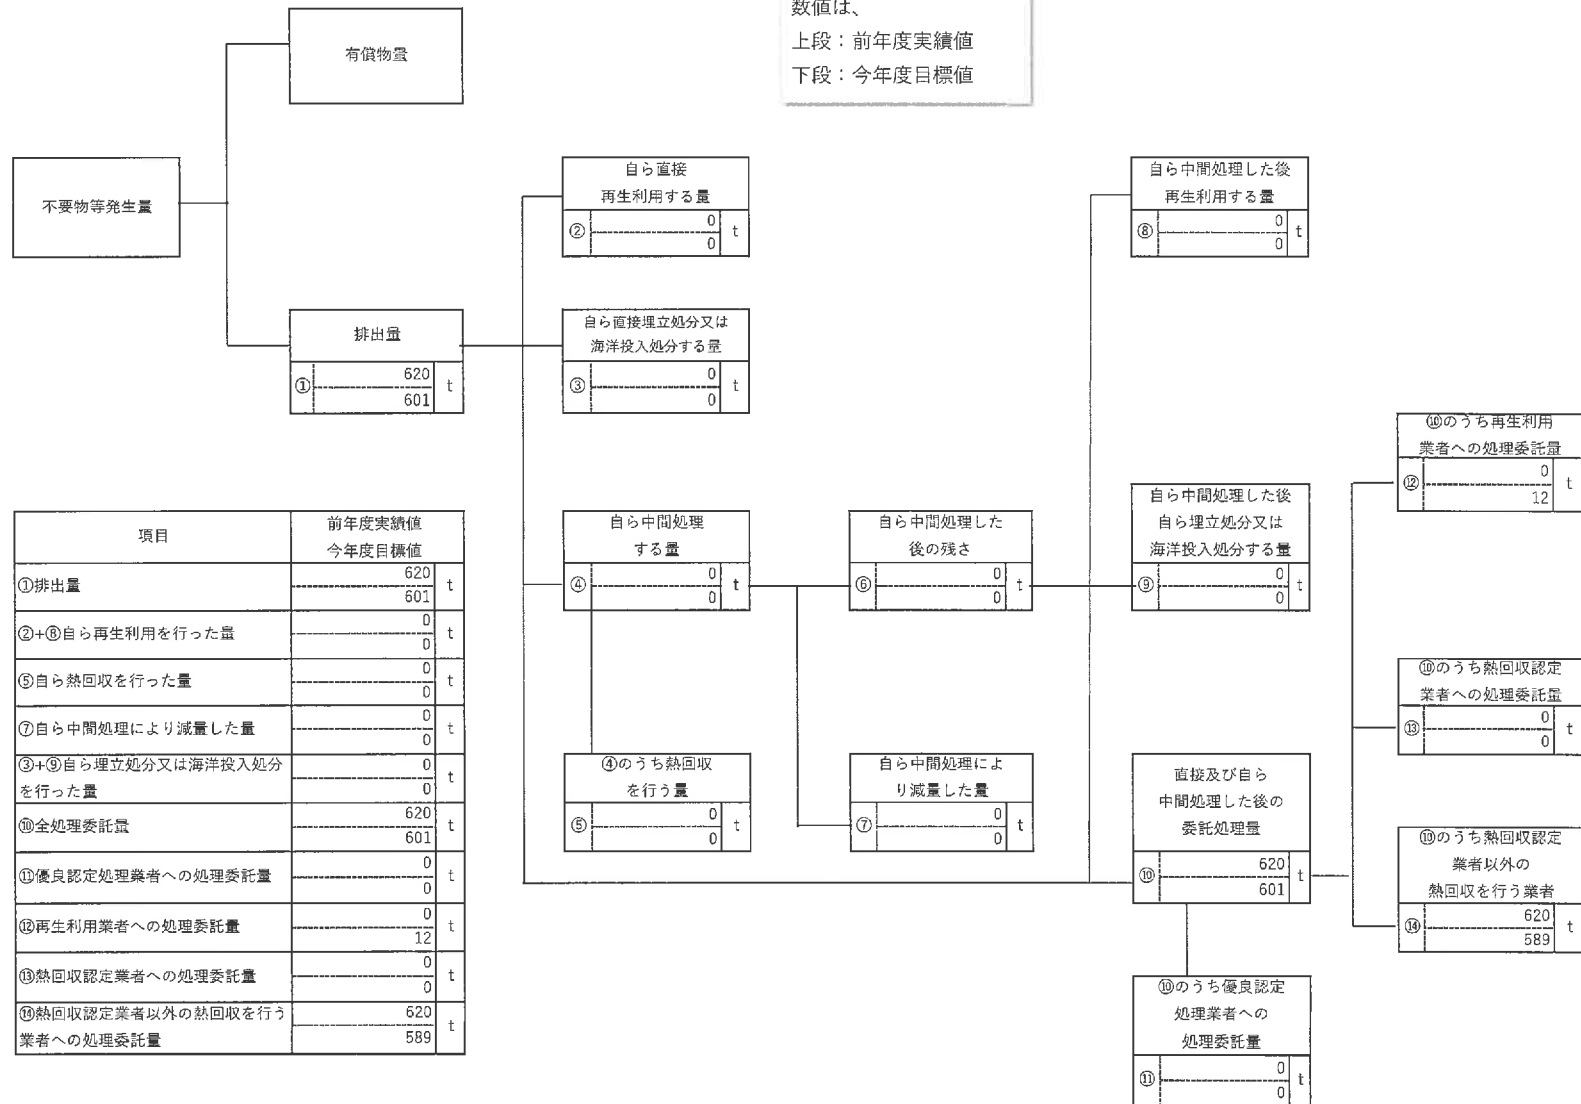 数値は、
上段：前年度実績値
下段：今年度目標値
有償物量
不要物等発生量
排出量
①
620
601
t
自ら直接
再生利用する量
②
0
0
t
自ら直接埋立処分又は
海洋投入処分する量
③
0
0
t
自ら中間処理
する量
④
0
0
t
④のうち熱回収
を行う量
⑤
0
0
t
自ら中間処理した
後の残さ
⑥
0
0
t
自ら中間処理によ
り減量した量
⑦
0
0
t
自ら中間処理した後
再生利用する量
⑧
0
0
t
自ら中間処理した後
自ら埋立処分又は
海洋投入処分する量
⑨
0
0
t
直接及び自ら
中間処理した後の
委託処理量
⑩
620
601
t
⑩のうち優良認定
処理業者への
処理委託量
⑪
0
0
t
⑩のうち再生利用
業者への処理委託量
⑫
0
12
t
⑩のうち熱回収認定
業者への処理委託量
⑬
0
0
t
⑩のうち熱回収認定
業者以外の
熱回収を行う業者
⑭
620
589
t
項目
前年度実績値
今年度目標値
①排出量
620
601
t
②+⑧自ら再生利用を行った量
0
0
t
⑤自ら熱回収を行った量
0
0
t
⑦自ら中間処理により減量した量
0
0
t
③+⑨自ら埋立処分又は海洋投入処分
を行った量
0
0
t
⑩全処理委託量
620
601
t
⑪優良認定処理業者への処理委託量
0
0
t
⑫再生利用業者への処理委託量
0
12
t
⑬熱回収認定業者への処理委託量
0
0
t
⑭熱回収認定業者以外の熱回収を行う
業者への処理委託量
620
589
t